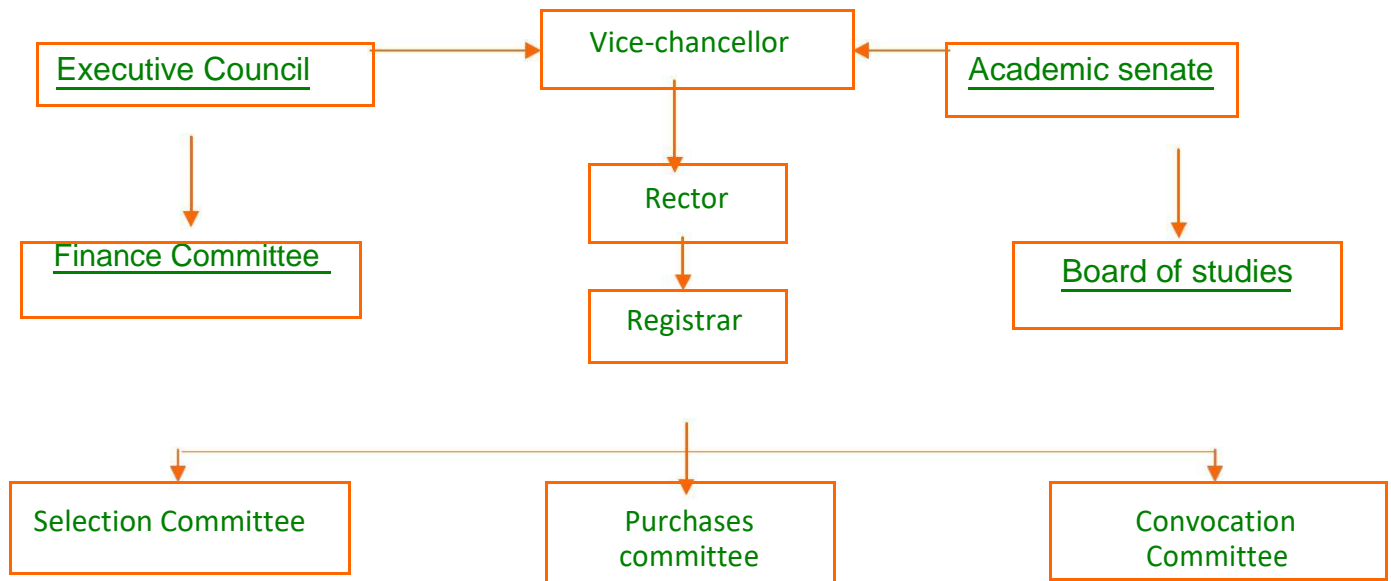 Vice-chancellor
Executive Council
Academic senate
Rector
Finance Committee
Board of studies
Registrar
Selection Committee
Purchases
committee
Convocation
Committee